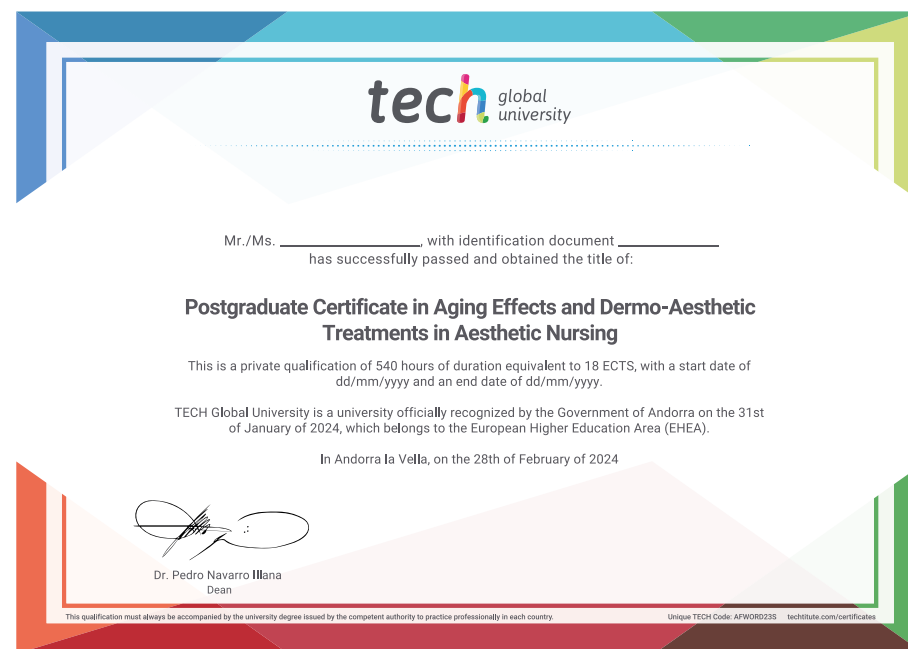 tech global university
Mr./Ms. ____________________, with identification document ______________
has successfully passed and obtained the title of:
Postgraduate Certificate in Aging Effects and Dermo-Aesthetic
Treatments in Aesthetic Nursing
This is a private qualification of 540 hours of duration equivalent to 18 ECTS, with a start date of
dd/mm/yyyy and an end date of dd/mm/yyyy.
TECH Global University is a university officially recognized by the Government of Andorra on the 31st
of January of 2024, which belongs to the European Higher Education Area (EHEA).
In Andorra la Vella, on the 28th of February of 2024
Dr. Pedro Navarro Illana
Dean
This qualification must always be accompanied by the university degree issued by the competent authority to practice professionally in each country.
Unique TECH Code: AFWORD23S techtitute.com/certificates